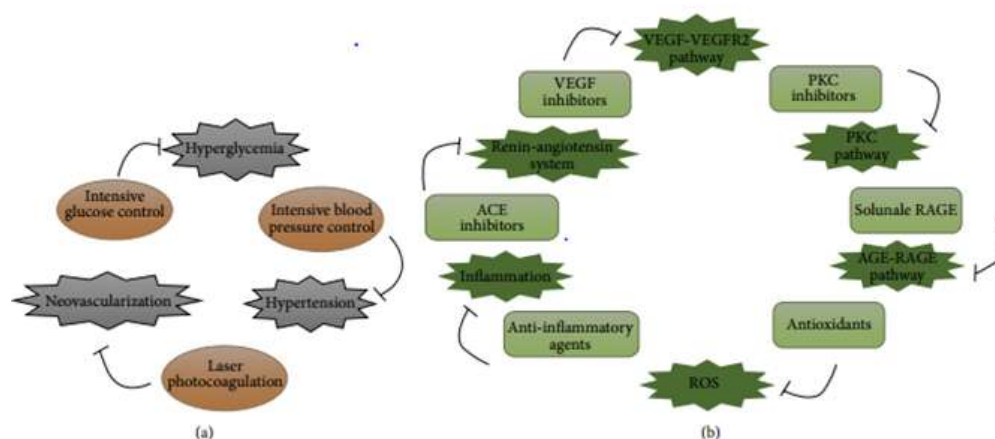 Hyperglycemia
Intensive
glucose control
Intensive blood
pressure control
Neovascularization
Hypertension
Laser
photocoagulation
(a)
VEGF-VEGFR2
pathway
VEGF
inhibitors
PKC
inhibitors
Renin-angiotensin
system
PKC
pathway
ACE
inhibitors
Solunale RAGE
Inflammation
AGE-RAGE
pathway
Anti-inflammatory
agents
Antioxidants
ROS
(b)